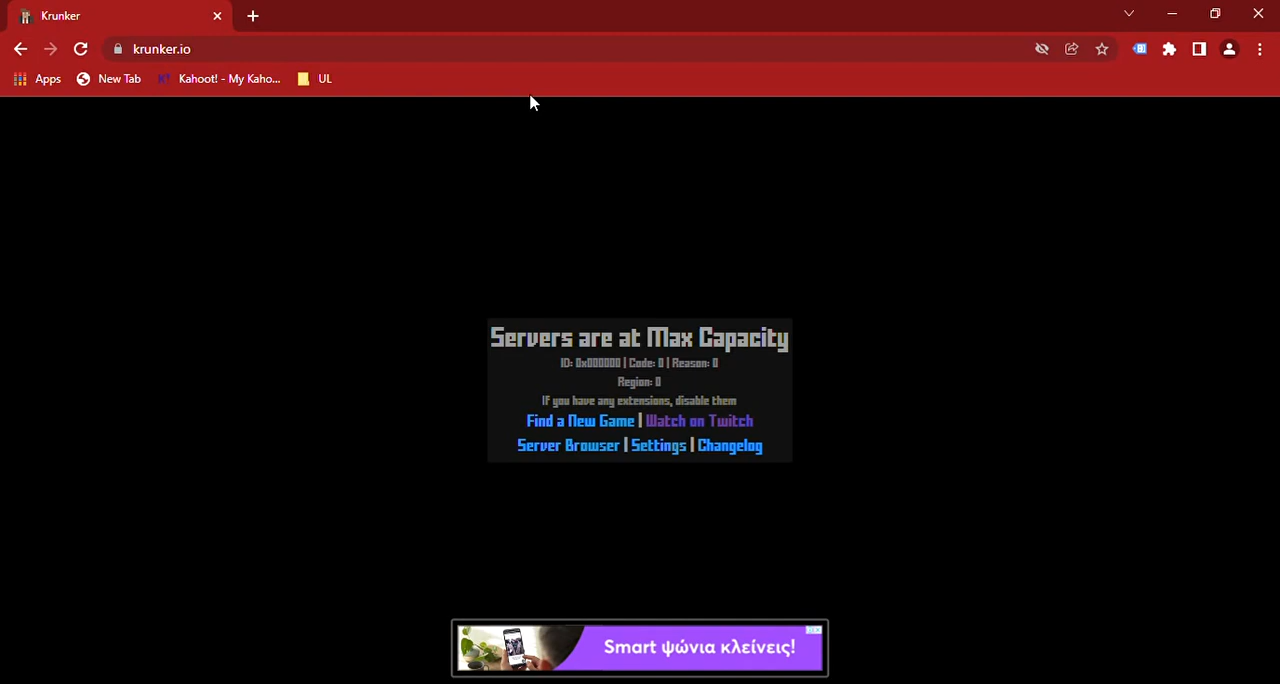 Krunker
krunker.io
Apps
New Tab
K!
Kahoot! - My Kaho...
UL
Servers are at Max Capacity
ID: 0x000000 | Code: 0 | Reason: 0
Region: 0
If you have any extensions, disable them
Find a New Game | Watch on Twitch
Server Browser | Settings | Changelog
Smart ψώνια κλείνεις!